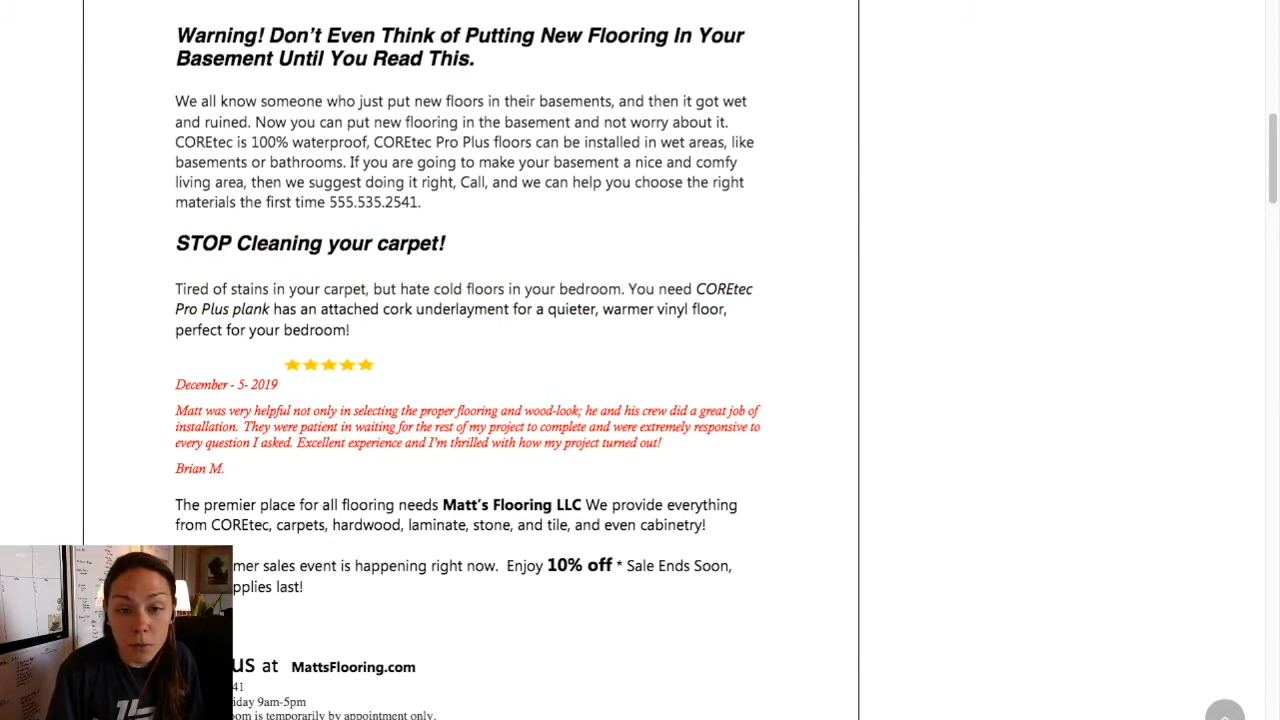 Warning! Don’t Even Think of Putting New Flooring In Your
Basement Until You Read This.
We all know someone who just put new floors in their basements, and then it got wet
and ruined. Now you can put new flooring in the basement and not worry about it.
COREtec is 100% waterproof, COREtec Pro Plus floors can be installed in wet areas, like
basements or bathrooms. If you are going to make your basement a nice and comfy
living area, then we suggest doing it right, Call, and we can help you choose the right
materials the first time 555.535.2541.
STOP Cleaning your carpet!
Tired of stains in your carpet, but hate cold floors in your bedroom. You need COREtec
Pro Plus plank has an attached cork underlayment for a quieter, warmer vinyl floor,
perfect for your bedroom!
December - 5- 2019
Matt was very helpful not only in selecting the proper flooring and wood-look; he and his crew did a great job of
installation. They were patient in waiting for the rest of my project to complete and were extremely responsive to
every question I asked. Excellent experience and I'm thrilled with how my project turned out!
Brian M.
The premier place for all flooring needs Matt’s Flooring LLC We provide everything
from COREtec, carpets, hardwood, laminate, stone, and tile, and even cabinetry!
mer sales event is happening right now. Enjoy 10% off * Sale Ends Soon,
pplies last!
us at MattsFlooring.com
41
iday 9am-5pm
oom is temporarily by appointment only.